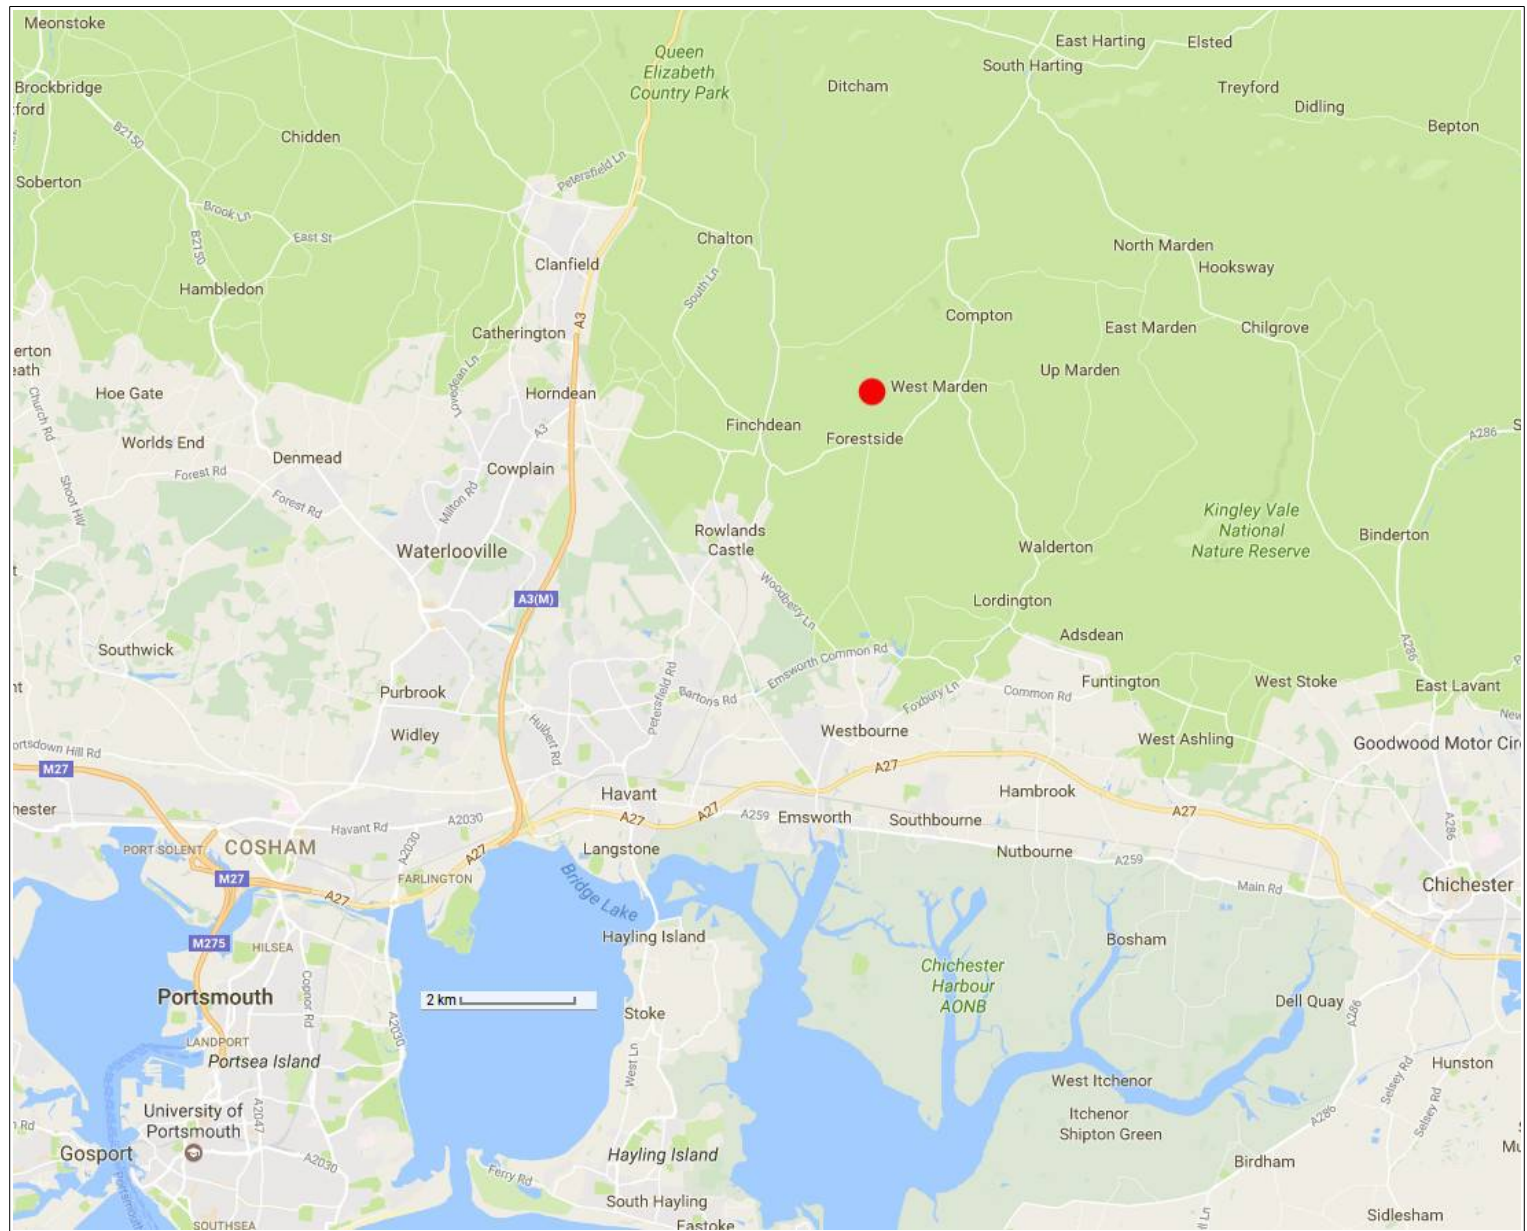 Meonstoke
Queen
Elizabeth
Country Park
East Harting
Elsted
South Harting
Ditcham
Treyford
Didling
Bepton
Brockbridge
B2150
Chidden
Petersfield Ln
Soberton
Brook Ln
East St
B2150
Chalton
North Marden
Hooksway
Clanfield
South Ln
Hambledon
A3
Compton
East Marden
Chilgrove
Catherington
Up Marden
West Marden
Lovedean Ln
Hoe Gate
Horndean
Church Rd
Finchdean
Forestside
A3
A286
Worlds End
Denmead
Cowplain
Forest Rd
Forest Rd
Milton Rd
Shoot Hill
Kingley Vale
National
Nature Reserve
Rowlands
Castle
Binderton
Waterlooville
Walderton
A3(M)
Woodberry Ln
Lordington
Adsdean
A286
Southwick
Emsworth Common Rd
Purbrook
Petersfield Rd
Barton's Rd
Foxbury Ln
Common Rd
Funtington
West Stoke
East Lavant
Hulbert Rd
Widley
Westbourne
West Ashling
Goodwood Motor Cir
ortsdown Hill Rd
M27
A27
Havant
Hambrook
A27
A27
A27
A259
Emsworth
Southbourne
Havant Rd
A2030
A2030
A286
PORT SOLENT
COSHAM
A27
Langstone
Nutbourne
A259
Main Rd
Chichester
M27
A27
FARLINGTON
Bridge Lake
M275
HILSEA
Hayling Island
Bosham
Copnor Rd
Chichester
Harbour
AONB
Portsmouth
2 km
Stoke
Dell Quay
A286
A2030
LANDPORT
Portsea Island
West Ln
Hunston
West Itchenor
Selsey Rd
Selsey Rd
University of
Portsmouth
A2047
Itchenor
Shipton Green
A286
Gosport
A2030
Hayling Island
Birdham
Ferry Rd
South Hayling
Sidlesham
SOUTHSEA
Eastoke